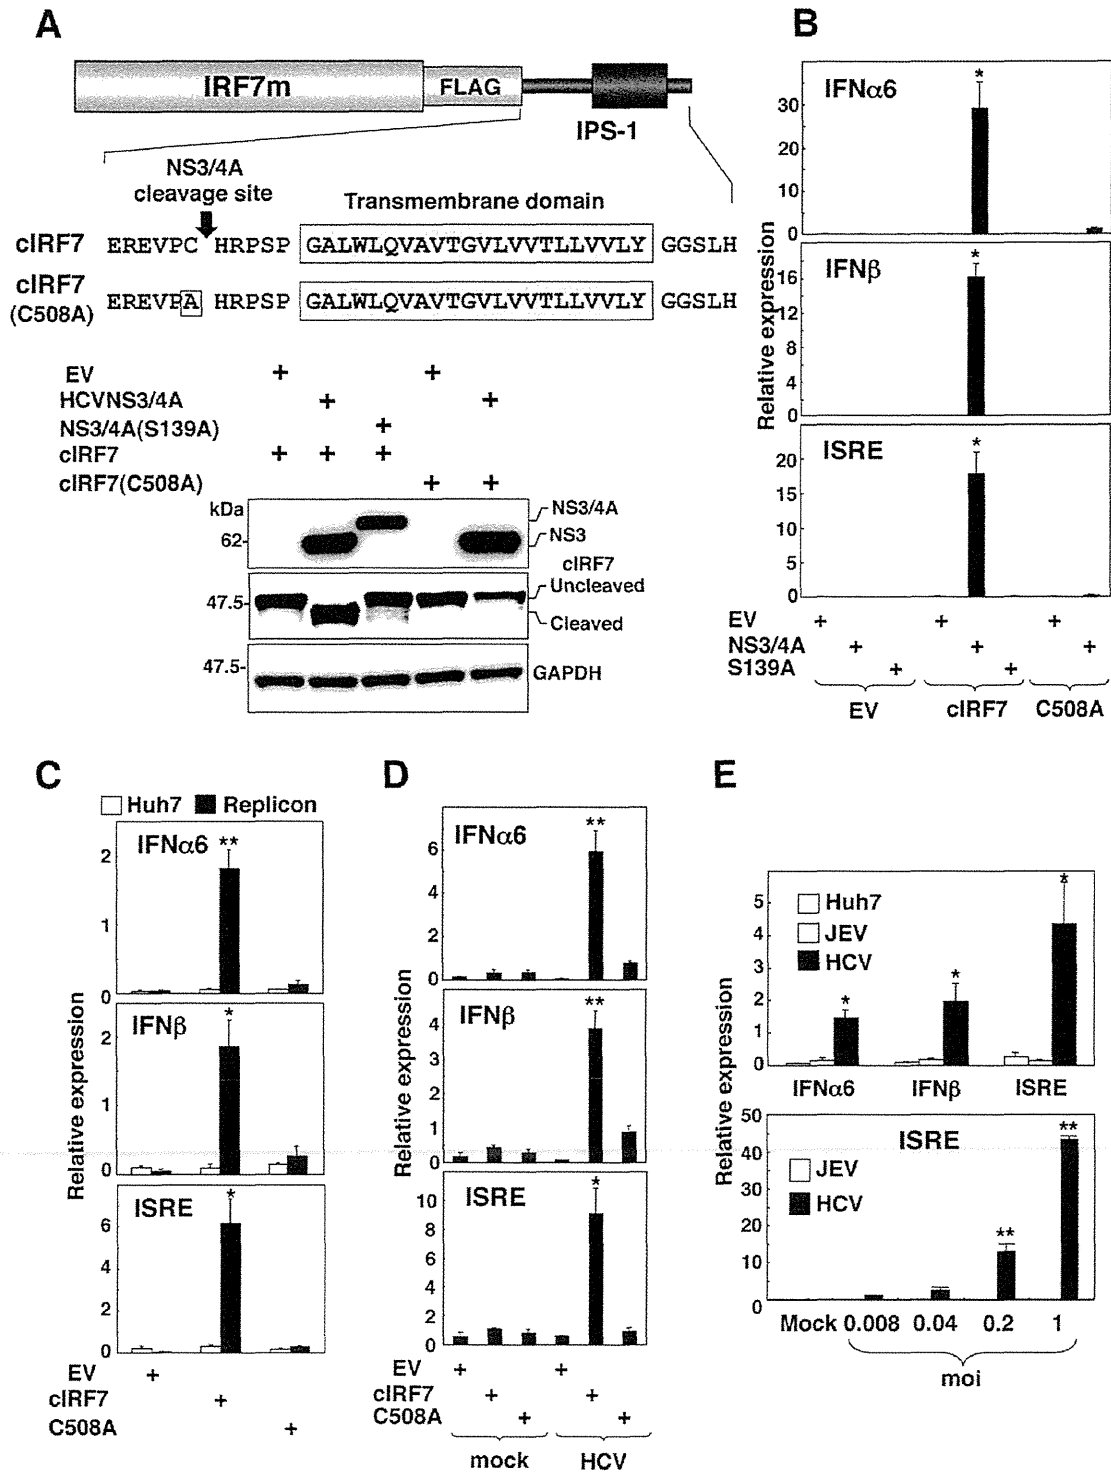 A
IRF7m
FLAG
IPS-1
NS3/4A
cleavage site
Transmembrane domain
cIRF7 EREVPC HRPSPP GALWLQVAVTGVLVVTLLVVLY GGSLH
cIRF7
(C508A) EREVPA HRPSPP GALWLQVAVTGVLVVTLLVVLY GGSLH
EV + +
HCVNS3/4A + +
NS3/4A(S139A) +
cIRF7 + + +
cIRF7(C508A) + +
kDa
62-
NS3/4A
NS3
cIRF7
47.5-
Uncleaved
Cleaved
47.5-
GAPDH
B
Relative expression
IFNα6
30
20
10
0
IFNβ
16
12
8
4
0
ISRE
20
15
10
5
0
*
*
*
EV + + +
NS3/4A + + +
S139A + +
EV cIRF7 C508A
C
Huh7 Replicon
Relative expression
IFNα6 **
2
1
0
IFNβ *
2
1
0
ISRE *
6
4
2
0
EV +
cIRF7 +
C508A +
D
Relative expression
IFNα6 **
6
4
2
0
IFNβ **
4
3
2
1
0
ISRE *
10
8
6
4
2
0
EV + +
cIRF7 + +
C508A + +
mock HCV
E
Relative expression
Huh7
JEV
HCV
5
4
3
2
1
0
* * *
IFNα6 IFNβ ISRE
ISRE
JEV
HCV
50
40
30
20
10
0
** **
Mock 0.008 0.04 0.2 1
moi